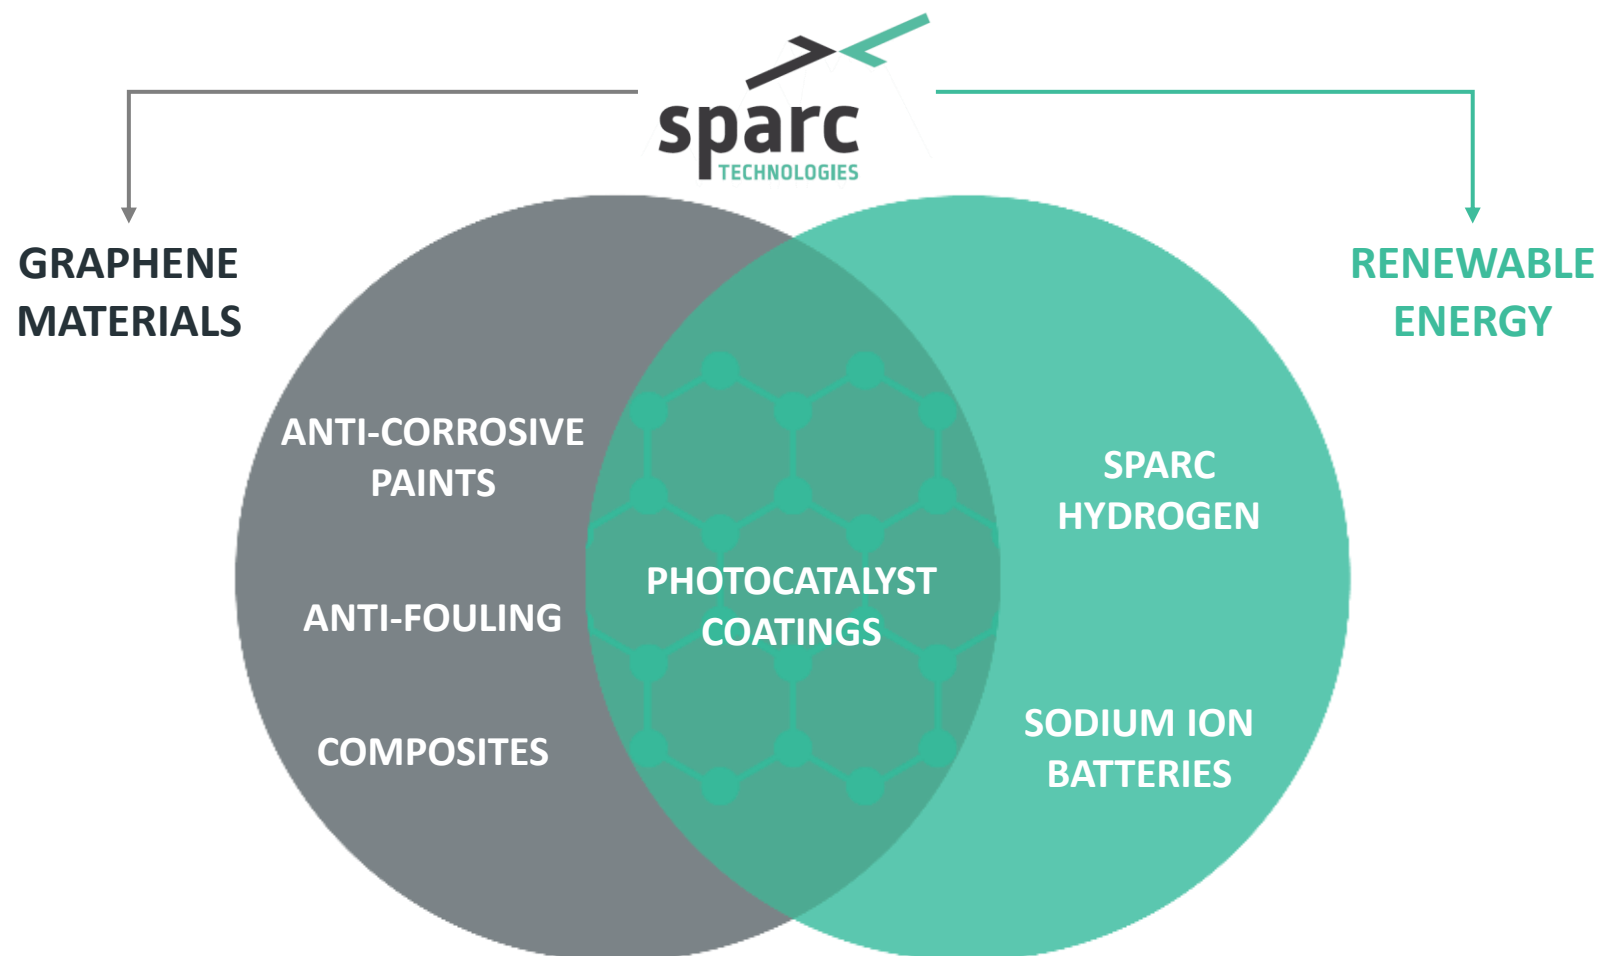 sparc
TECHNOLOGIES
GRAPHENE
MATERIALS
RENEWABLE
ENERGY
ANTI-CORROSIVE
PAINTS
ANTI-FOULING
COMPOSITES
PHOTOCATALYST
COATINGS
SPARC
HYDROGEN
SODIUM ION
BATTERIES